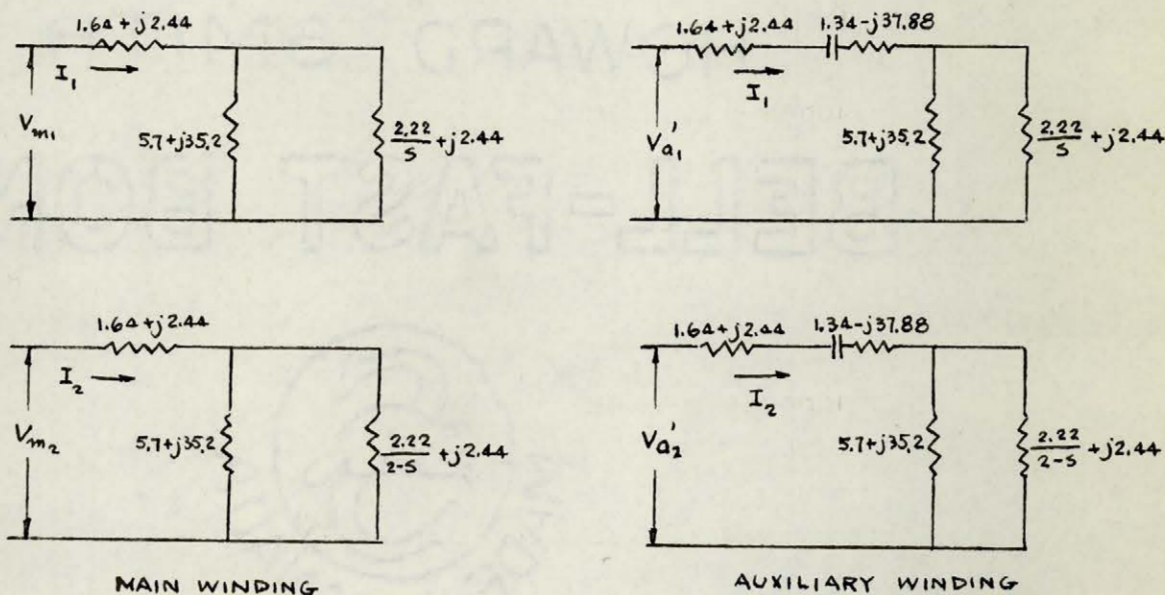 1.64+j2.44
I1
Vm1
5.7+j35.2
2.22/S +j2.44
1.64+j2.44
1.34-j37.88
I1
Va1'
5.7+j35.2
2.22/S +j2.44
1.64+j2.44
I2
Vm2
5.7+j35.2
2.22/2-S +j2.44
1.64+j2.44
1.34-j37.88
I2
Va2'
5.7+j35.2
2.22/2-S +j2.44
MAIN WINDING
AUXILIARY WINDING